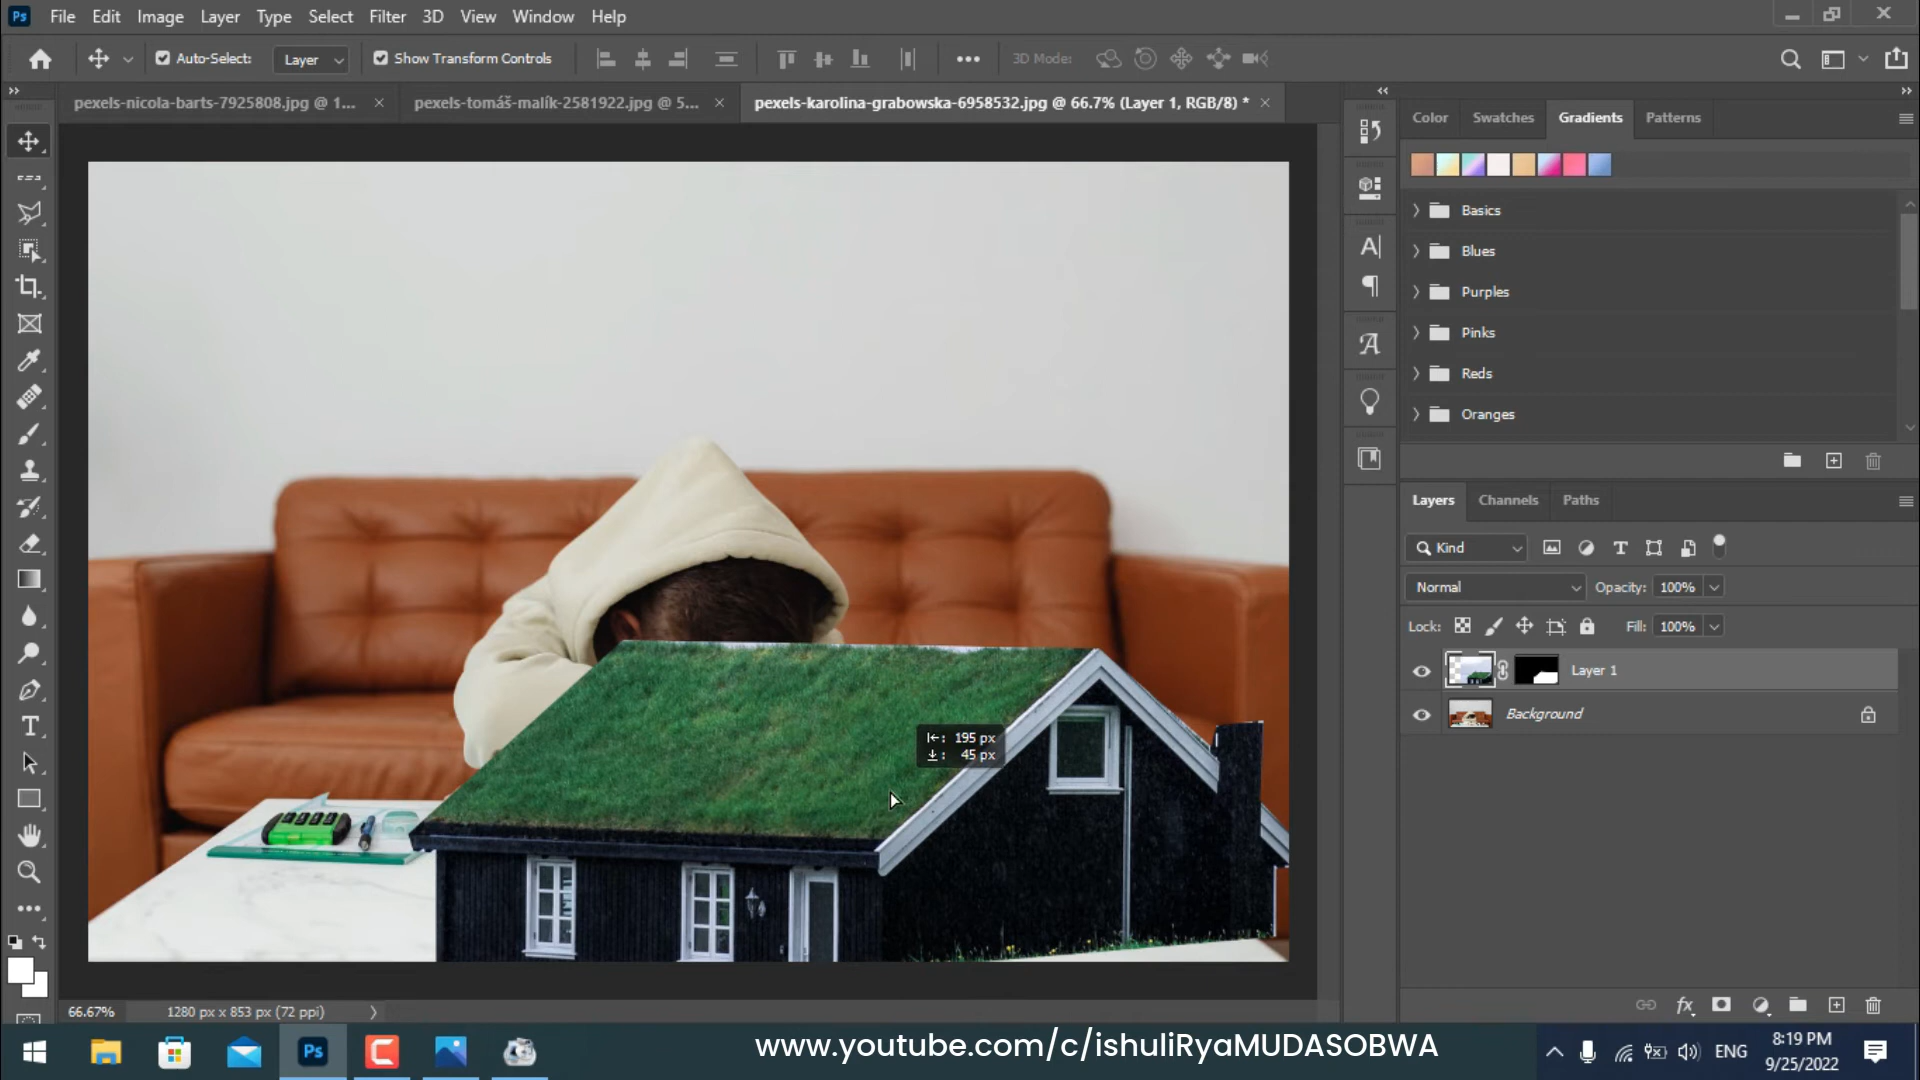 Ps File Edit Image Layer Type Select Filter 3D View Window Help
Auto-Select: Layer Show Transform Controls 3D Mode:
pexels-nicola-barts-7925808.jpg @ 1... pexels-tomáš-malík-2581922.jpg @ 5... pexels-karolina-grabowska-6958532.jpg @ 66.7% (Layer 1, RGB/8) *
Color Swatches Gradients Patterns
Basics
Blues
Purples
Pinks
Reds
Oranges
Layers Channels Paths
Kind
Normal Opacity: 100%
Lock: Fill: 100%
Layer 1
Background
195 px
45 px
66.67% 1280 px x 853 px (72 ppi)
Ps
www.youtube.com/c/ishuliRyaMUDASOBWA
ENG
8:19 PM
9/25/2022